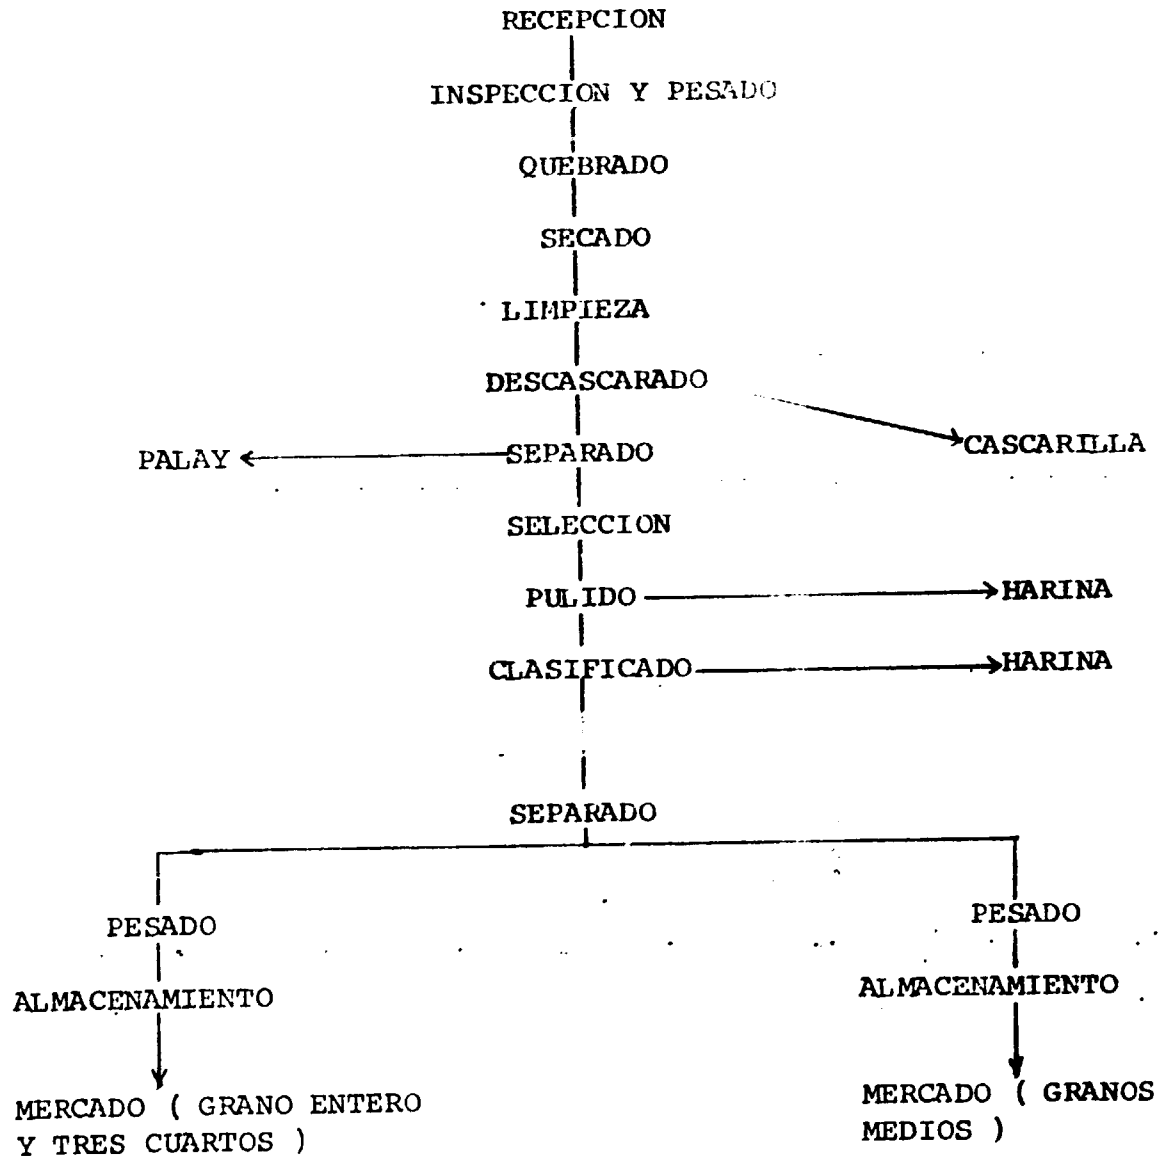 RECEPCION
INSPECCION Y PESADO
QUEBRADO
SECADO
LIMPIEZA
DESCASCARADO
CASCARILLA
PALAY
SEPARADO
SELECCION
PULIDO
HARINA
CLASIFICADO
HARINA
SEPARADO
PESADO
ALMACENAMIENTO
MERCADO ( GRANO ENTERO
Y TRES CUARTOS )
PESADO
ALMACENAMIENTO
MERCADO ( GRANOS
MEDIOS )